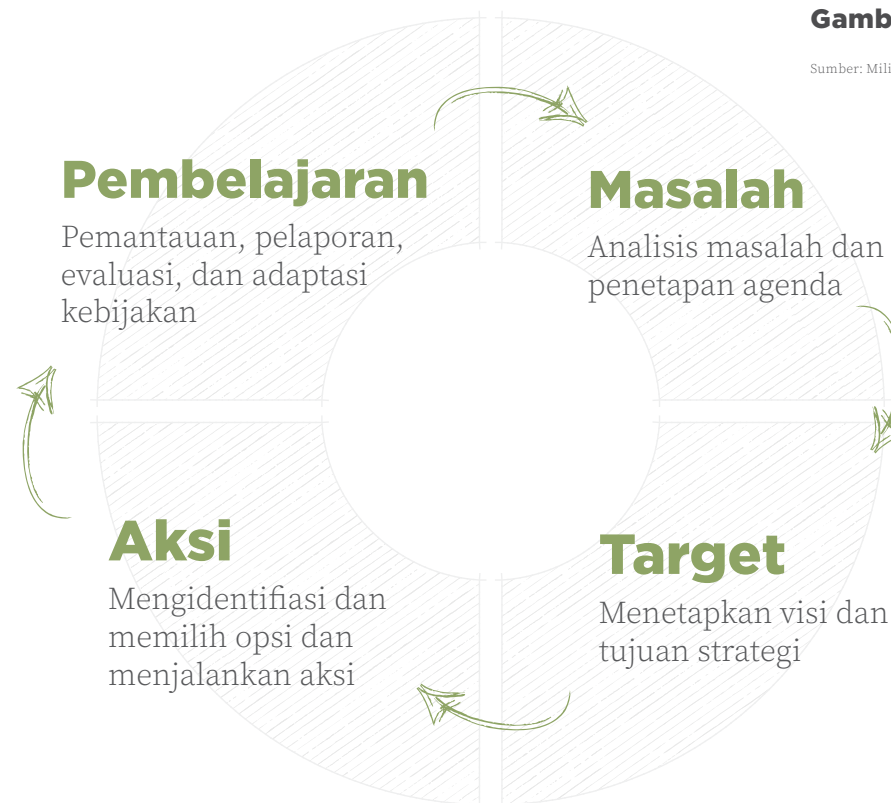 Gamb
Sumber: Mili
Pembelajaran
Pemantauan, pelaporan,
evaluasi, dan adaptasi
kebijakan
Masalah
Analisis masalah dan
penetapan agenda
Aksi
Mengidentifiasi dan
memilih opsi dan
menjalankan aksi
Target
Menetapkan visi dan
tujuan strategi